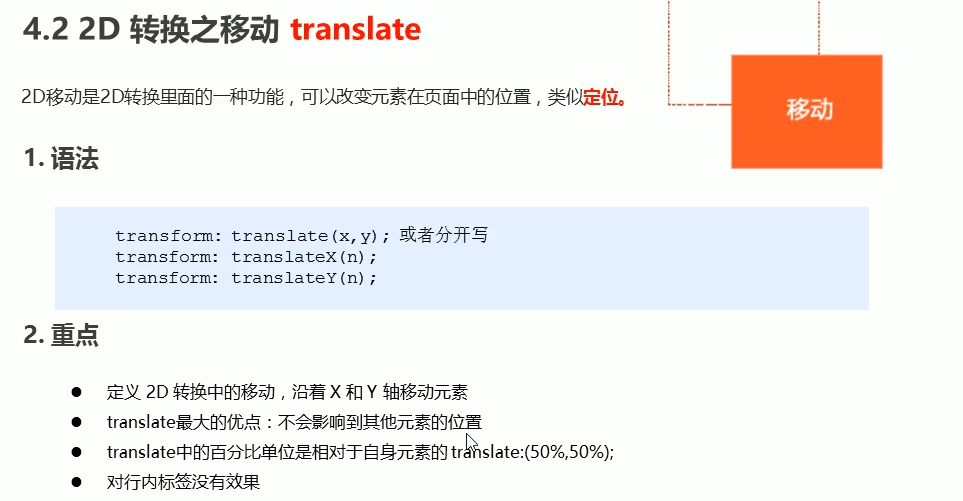 4.2 2D 转换之移动 translate
2D移动是2D转换里面的一种功能，可以改变元素在页面中的位置，类似定位。
移动
1. 语法
transform: translate(x,y); 或者分开写
transform: translateX(n);
transform: translateY(n);
2. 重点
● 定义 2D 转换中的移动，沿着 X 和 Y 轴移动元素
● translate最大的优点：不会影响到其他元素的位置
● translate中的百分比单位是相对于自身元素的 translate:(50%,50%);
● 对行内标签没有效果